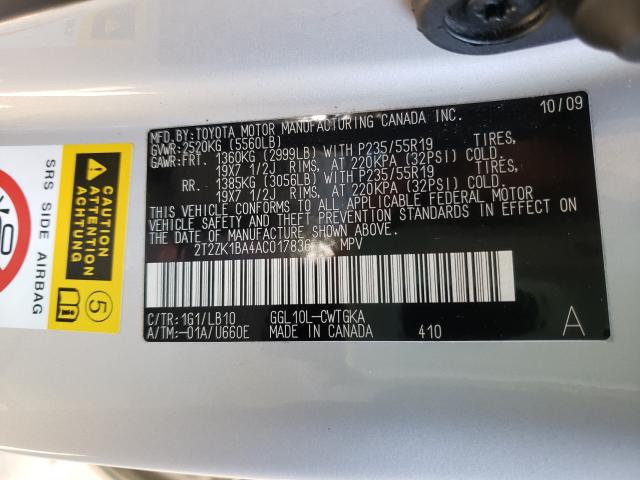 MFD. BY: TOYOTA MOTOR MANUFACTURING CANADA INC. 10/09
GVWR: 2520KG (5560LB)
GAWR: FRT. 1360KG (2999LB) WITH P235/55R19 TIRES,
19X7 1/2J RIMS, AT 220KPA (32PSI) COLD.
RR. 1385KG (3056LB) WITH P235/55R19 TIRES,
19X7 1/2J RIMS, AT 220KPA (32PSI) COLD.
THIS VEHICLE CONFORMS TO ALL APPLICABLE FEDERAL MOTOR
VEHICLE SAFETY AND THEFT PREVENTION STANDARDS IN EFFECT ON
THE DATE OF MANUFACTURE SHOWN ABOVE.
MPV
C/TR: 1G1/LB10 GGL10L-CWTGKA
A/TM: -01A/U660E MADE IN CANADA 410 A
SRS SIDE AIRBAG
CAUTION
ATTENTION
ACHTUNG
5